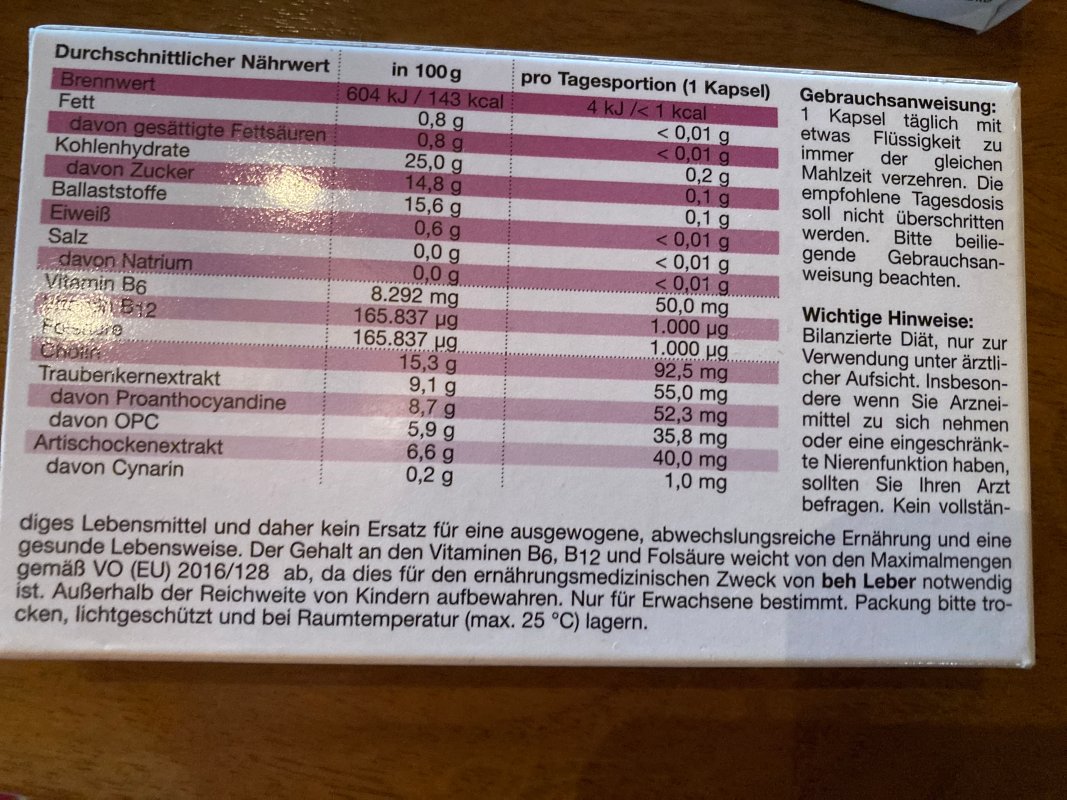 Durchschnittlicher Nährwert in 100 g pro Tagesportion (1 Kapsel)
Brennwert 604 kJ / 143 kcal 4 kJ /< 1 kcal
Fett 0,8 g < 0,01 g
davon gesättigte Fettsäuren 0,8 g < 0,01 g
Kohlenhydrate 25,0 g 0,2 g
davon Zucker 14,8 g 0,1 g
Ballaststoffe 15,6 g 0,1 g
Eiweiß 0,6 g < 0,01 g
Salz 0,0 g < 0,01 g
davon Natrium 0,0 g < 0,01 g
Vitamin B6 8.292 mg 50,0 mg
B12 165.837 µg 1.000 µg
Folsäure 165.837 µg 1.000 µg
Cholin 15,3 g 92,5 mg
Traubenkernextrakt 9,1 g 55,0 mg
davon Proanthocyandine 8,7 g 52,3 mg
davon OPC 5,9 g 35,8 mg
Artischockenextrakt 6,6 g 40,0 mg
davon Cynarin 0,2 g 1,0 mg
Gebrauchsanweisung:
1 Kapsel täglich mit
etwas Flüssigkeit zu
immer der gleichen
Mahlzeit verzehren. Die
empfohlene Tagesdosis
soll nicht überschritten
werden. Bitte beilie-
gende Gebrauchsan-
weisung beachten.
Wichtige Hinweise:
Bilanzierte Diät, nur zur
Verwendung unter ärztli-
cher Aufsicht. Insbeson-
dere wenn Sie Arznei-
mittel zu sich nehmen
oder eine eingeschränk-
te Nierenfunktion haben,
sollten Sie Ihren Arzt
befragen. Kein vollstän-
diges Lebensmittel und daher kein Ersatz für eine ausgewogene, abwechslungsreiche Ernährung und eine
gesunde Lebensweise. Der Gehalt an den Vitaminen B6, B12 und Folsäure weicht von den Maximalmengen
gemäß VO (EU) 2016/128 ab, da dies für den ernährungsmedizinischen Zweck von beh Leber notwendig
ist. Außerhalb der Reichweite von Kindern aufbewahren. Nur für Erwachsene bestimmt. Packung bitte tro-
cken, lichtgeschützt und bei Raumtemperatur (max. 25 °C) lagern.